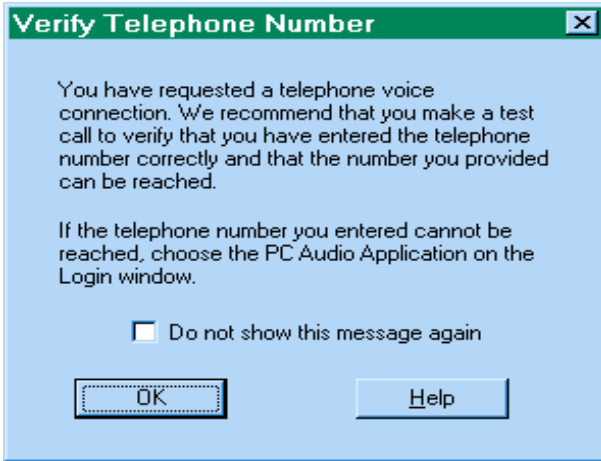 Verify Telephone Number
You have requested a telephone voice
connection. We recommend that you make a test
call to verify that you have entered the telephone
number correctly and that the number you provided
can be reached.
If the telephone number you entered cannot be
reached, choose the PC Audio Application on the
Login window.
Do not show this message again
OK
Help